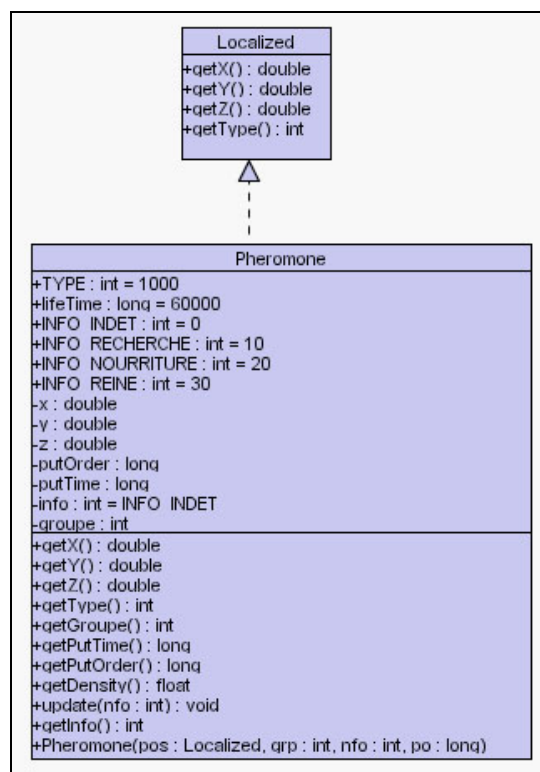 Localized
+getX() : double
+getY() : double
+getZ() : double
+getType() : int
Pheromone
+TYPE : int = 1000
+lifeTime : long = 60000
+INFO_INDET : int = 0
+INFO_RECHERCHE : int = 10
+INFO_NOURRITURE : int = 20
+INFO_REINE : int = 30
-x : double
-y : double
-z : double
-putOrder : long
-putTime : long
-info : int = INFO_INDET
-groupe : int
+getX() : double
+getY() : double
+getZ() : double
+getType() : int
+getGroupe() : int
+getPutTime() : long
+getPutOrder() : long
+getDensity() : float
+update(nfo : int) : void
+getInfo() : int
+Pheromone(pos : Localized, grp : int, nfo : int, po : long)